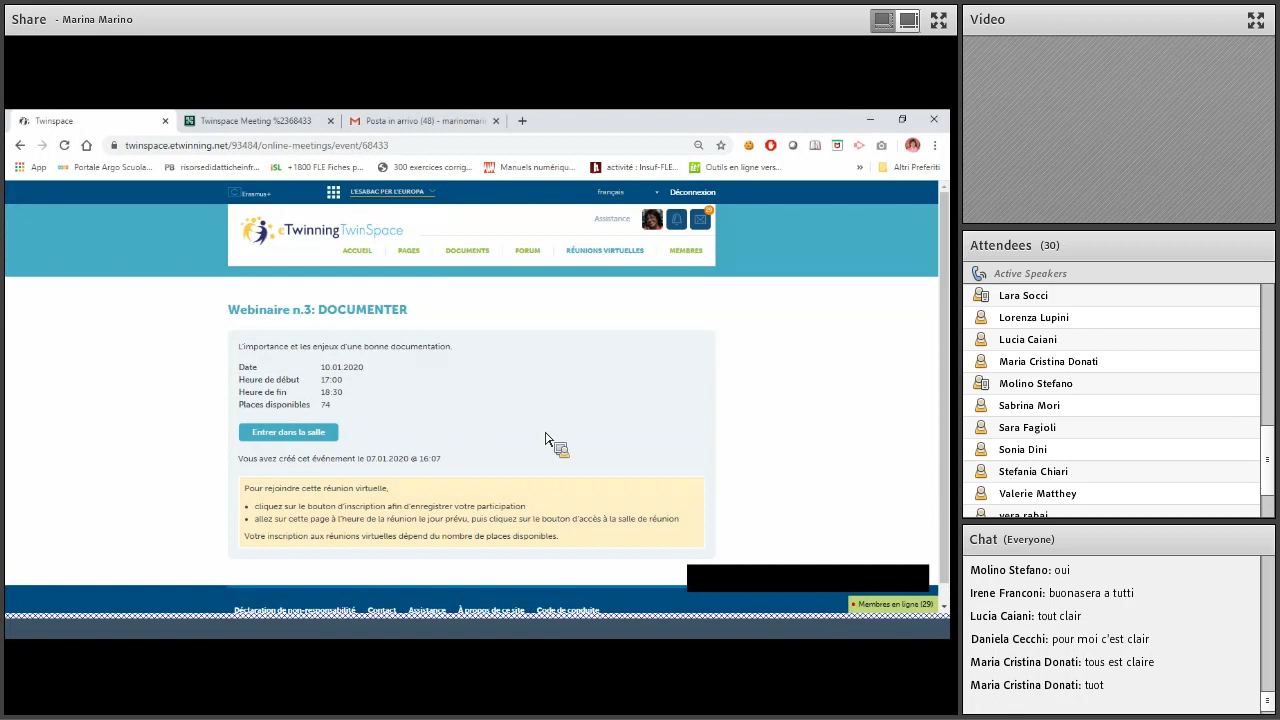 Share - Marina Marino
Twinspace
Twinspace Meeting %2368433
Posta in arrivo (48) - marinomarin
twinspace.etwinning.net/93484/online-meetings/event/68433
App
Portale Argo Scuola...
PB risorsedidatticheinfr...
iSL +1800 FLE Fiches p...
300 exercices corrig...
Manuels numériqu...
h activité : Insuf-FLE...
Outils en ligne vers...
»
Altri Preferiti
Erasmus+
L'ESABAC PER L'EUROPA
français
Déconnexion
eTwinning TwinSpace
Assistance
ACCUEIL
PAGES
DOCUMENTS
FORUM
RÉUNIONS VIRTUELLES
MEMBRES
Webinaire n.3: DOCUMENTER
L'importance et les enjeux d'une bonne documentation.
Date 10.01.2020
Heure de début 17:00
Heure de fin 18:30
Places disponibles 74
Entrer dans la salle
Vous avez créé cet événement le 07.01.2020 @ 16:07
Pour rejoindre cette réunion virtuelle,
• cliquez sur le bouton d'inscription afin d'enregistrer votre participation
• allez sur cette page à l'heure de la réunion le jour prévu, puis cliquez sur le bouton d'accès à la salle de réunion
Votre inscription aux réunions virtuelles dépend du nombre de places disponibles.
Déclaration de non-responsabilité
Contact
Assistance
À propos de ce site
Code de conduite
Membres en ligne (29)
Video
Attendees (30)
Active Speakers
Lara Socci
Lorenza Lupini
Lucia Caiani
Maria Cristina Donati
Molino Stefano
Sabrina Mori
Sara Fagioli
Sonia Dini
Stefania Chiari
Valerie Matthey
Chat (Everyone)
Molino Stefano: oui
Irene Franconi: buonasera a tutti
Lucia Caiani: tout clair
Daniela Cecchi: pour moi c'est clair
Maria Cristina Donati: tous est claire
Maria Cristina Donati: tuot